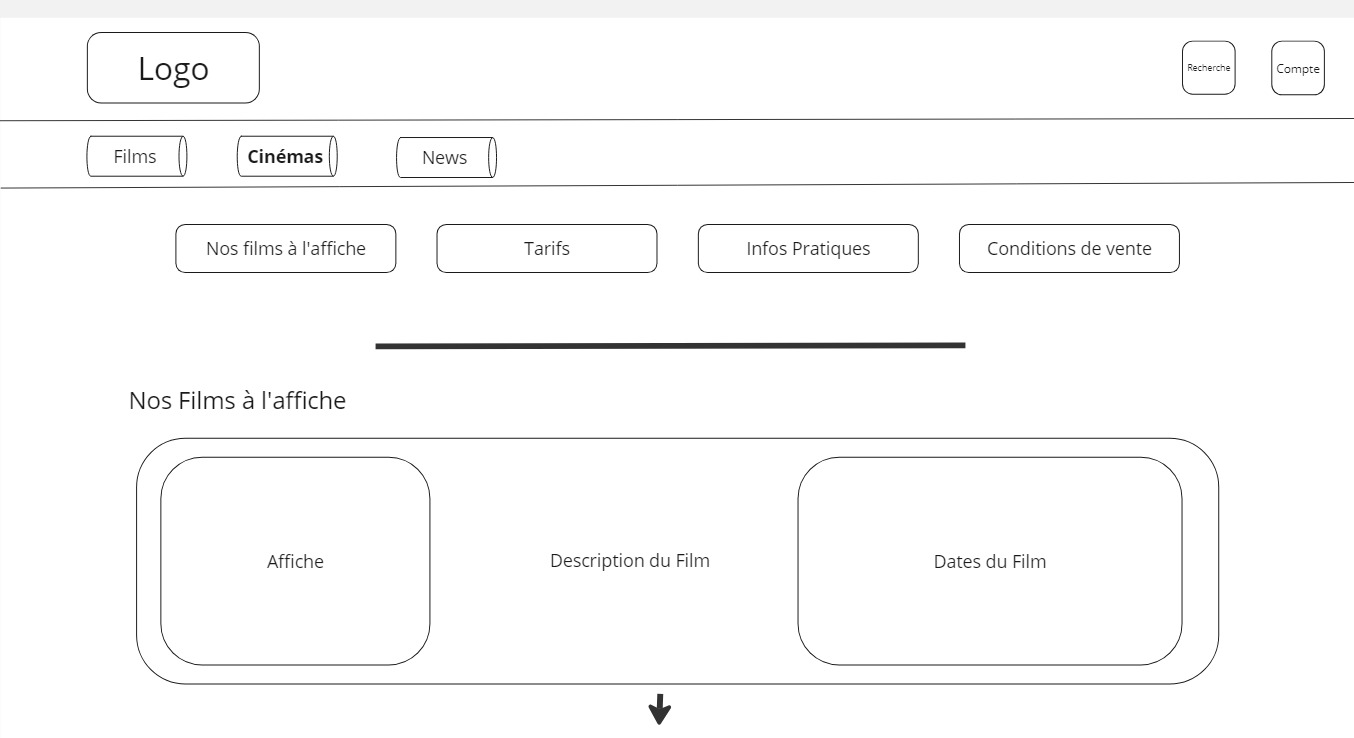 Logo
Recherche
Compte
Films
Cinémas
News
Nos films à l'affiche
Tarifs
Infos Pratiques
Conditions de vente
Nos Films à l'affiche
Affiche
Description du Film
Dates du Film